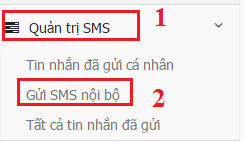 Quản trị SMS 1
Tin nhắn đã gửi cá nhân
Gửi SMS nội bộ 2
Tất cả tin nhắn đã gửi